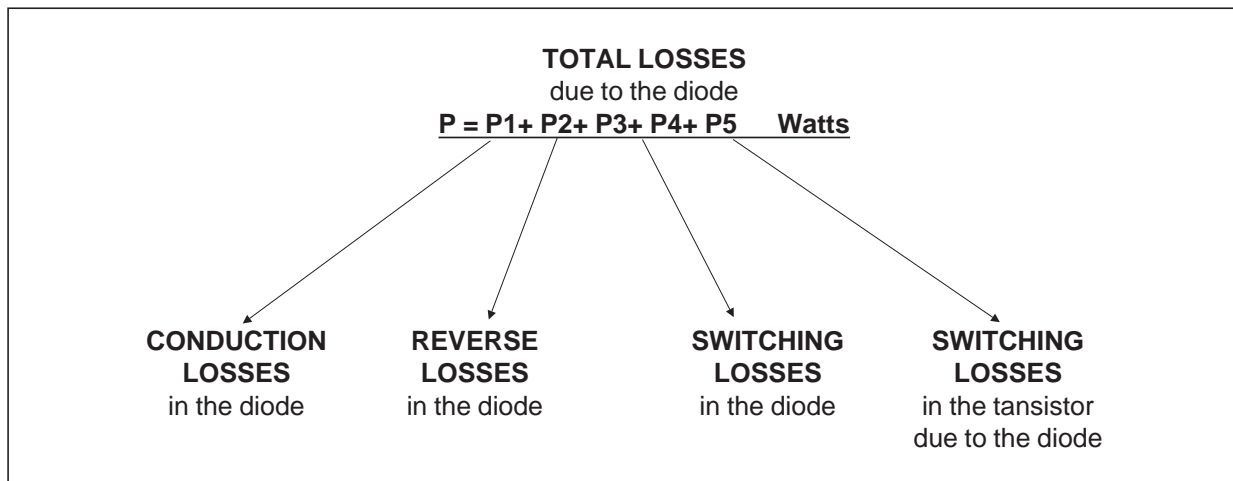 TOTAL LOSSES
due to the diode
P = P1+ P2+ P3+ P4+ P5 Watts
CONDUCTION
LOSSES
in the diode
REVERSE
LOSSES
in the diode
SWITCHING
LOSSES
in the diode
SWITCHING
LOSSES
in the tansistor
due to the diode